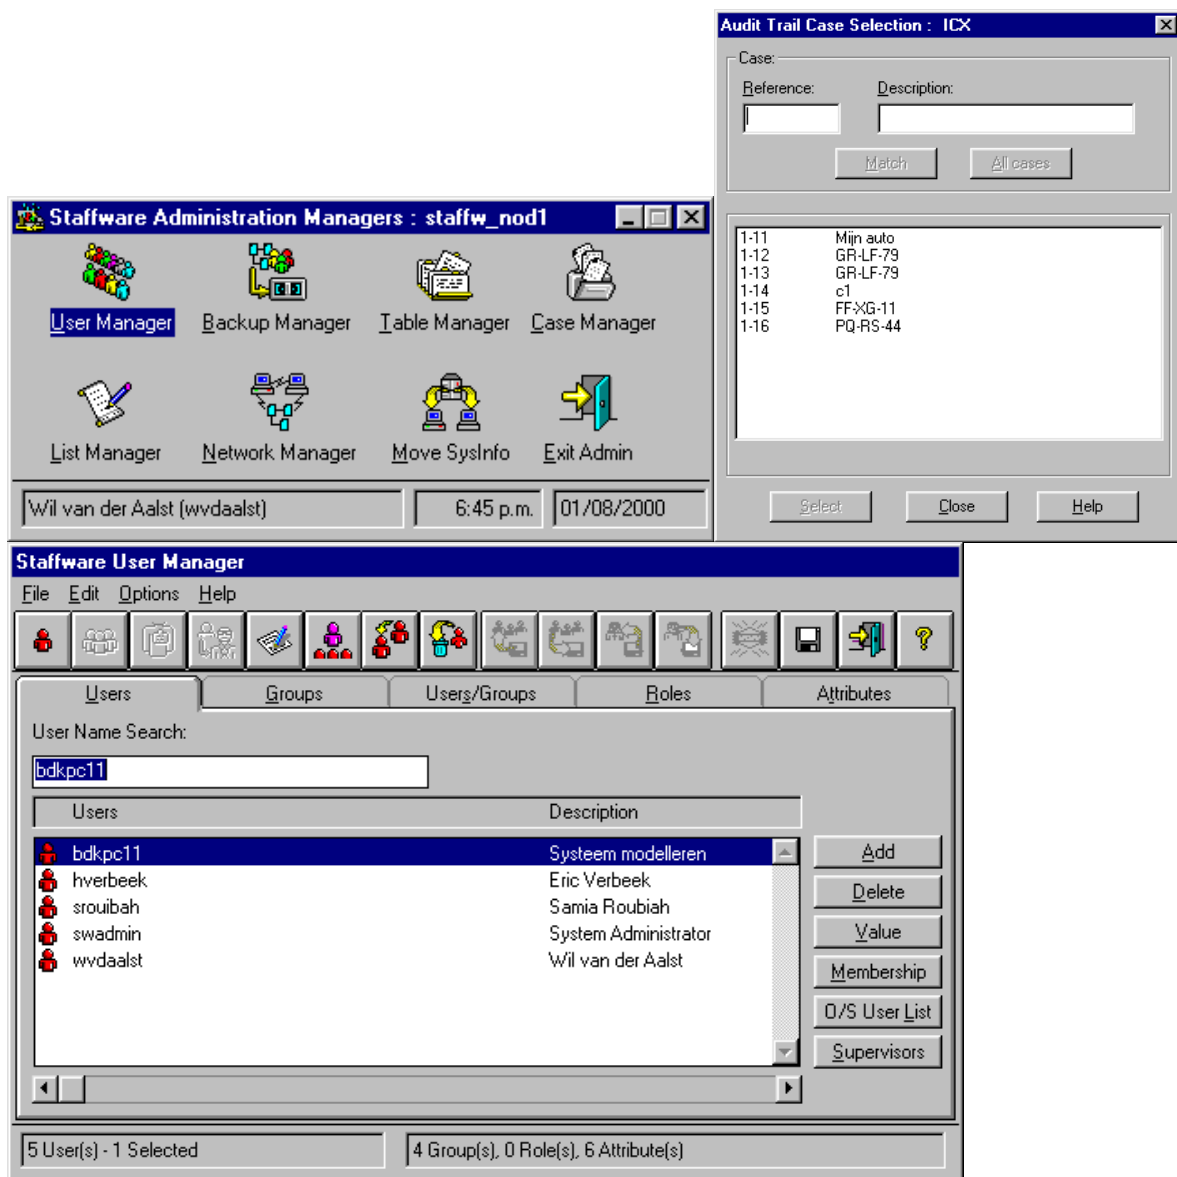 Audit Trail Case Selection : ICX
Case:
Reference: Description:
Match All cases
1-11 Mijn auto
1-12 GR-LF-79
1-13 GR-LF-79
1-14 c1
1-15 FF-XG-11
1-16 PQ-RS-44
Select Close Help
Staffware Administration Managers : staffw_nod1
User Manager Backup Manager Table Manager Case Manager
List Manager Network Manager Move SysInfo Exit Admin
Wil van der Aalst (wvdaalst) 6:45 p.m. 01/08/2000
Staffware User Manager
File Edit Options Help
Users Groups Users/Groups Roles Attributes
User Name Search:
bdkpc11
Users Description
bdkpc11 Systeem modelleren
hverbeek Eric Verbeek
srouibah Samia Roubiah
swadmin System Administrator
wvdaalst Wil van der Aalst
Add
Delete
Value
Membership
O/S User List
Supervisors
5 User(s) - 1 Selected 4 Group(s), 0 Role(s), 6 Attribute(s)